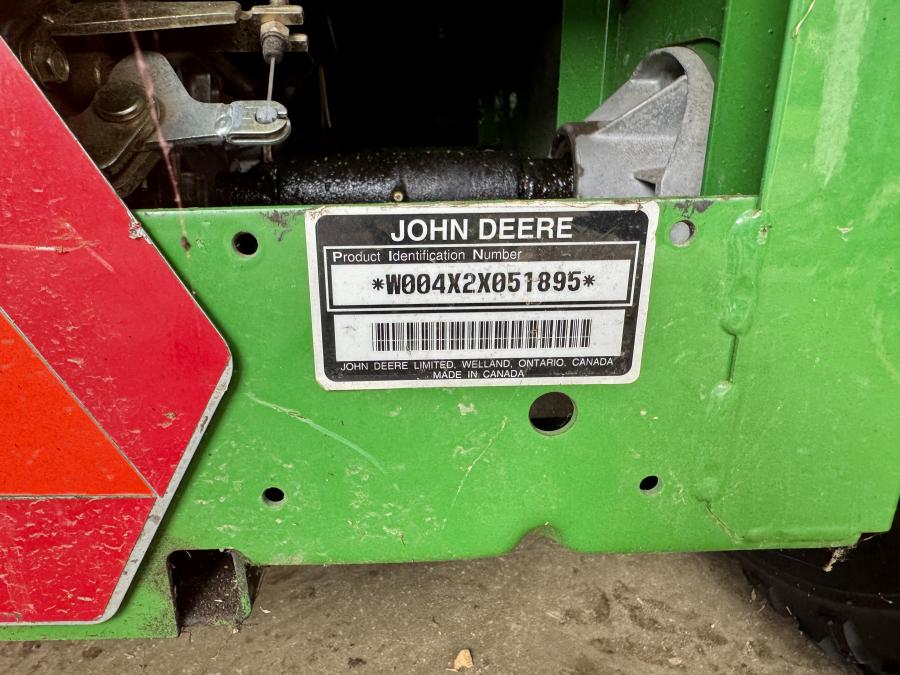 JOHN DEERE
Product Identification Number
*W004X2X051895*
JOHN DEERE LIMITED, WELLAND, ONTARIO, CANADA
MADE IN CANADA